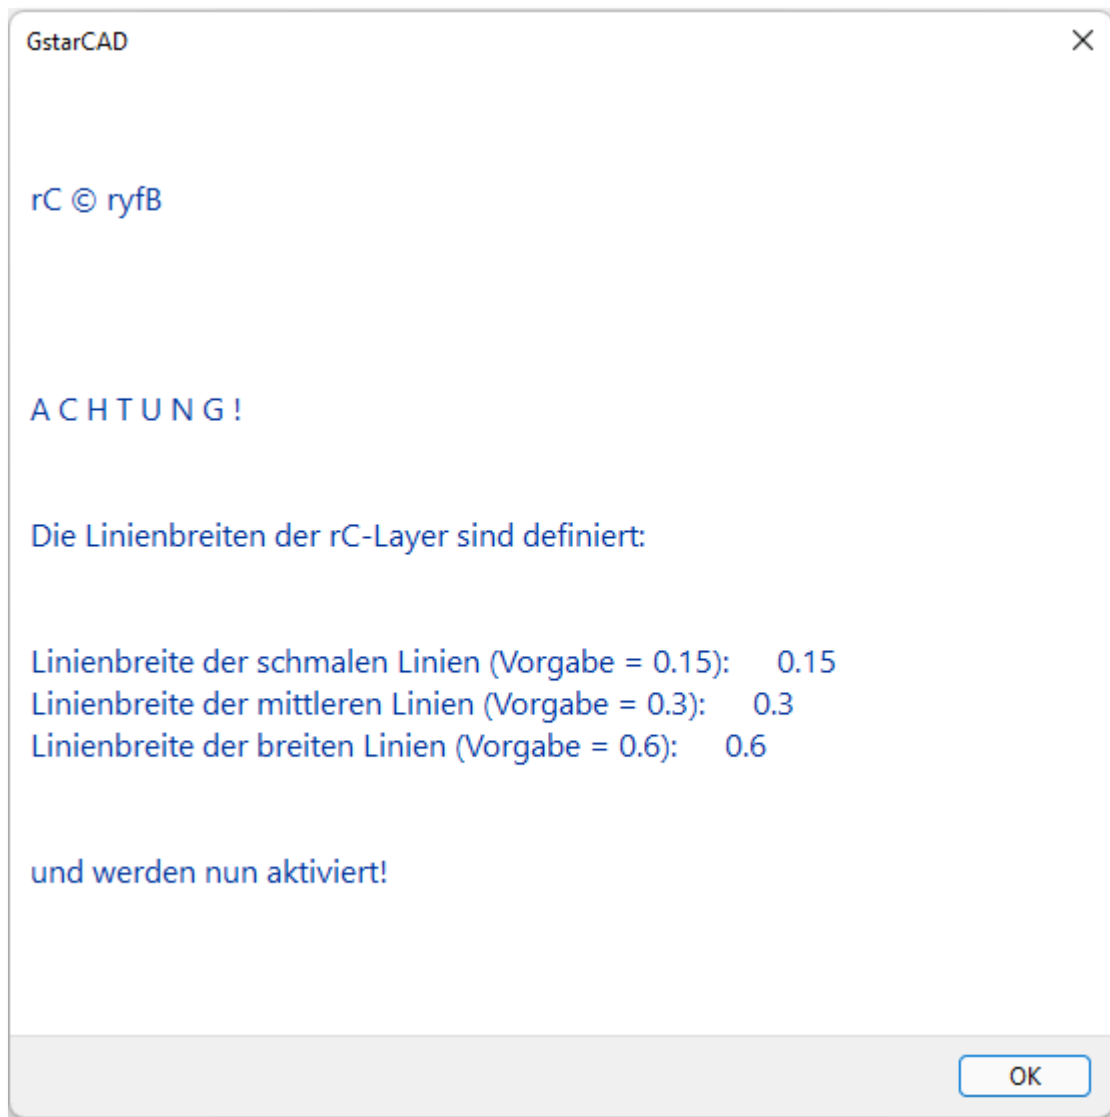 GstarCAD
rC © ryfB
A C H T U N G !
Die Linienbreiten der rC-Layer sind definiert:
Linienbreite der schmalen Linien (Vorgabe = 0.15): 0.15
Linienbreite der mittleren Linien (Vorgabe = 0.3): 0.3
Linienbreite der breiten Linien (Vorgabe = 0.6): 0.6
und werden nun aktiviert!
OK